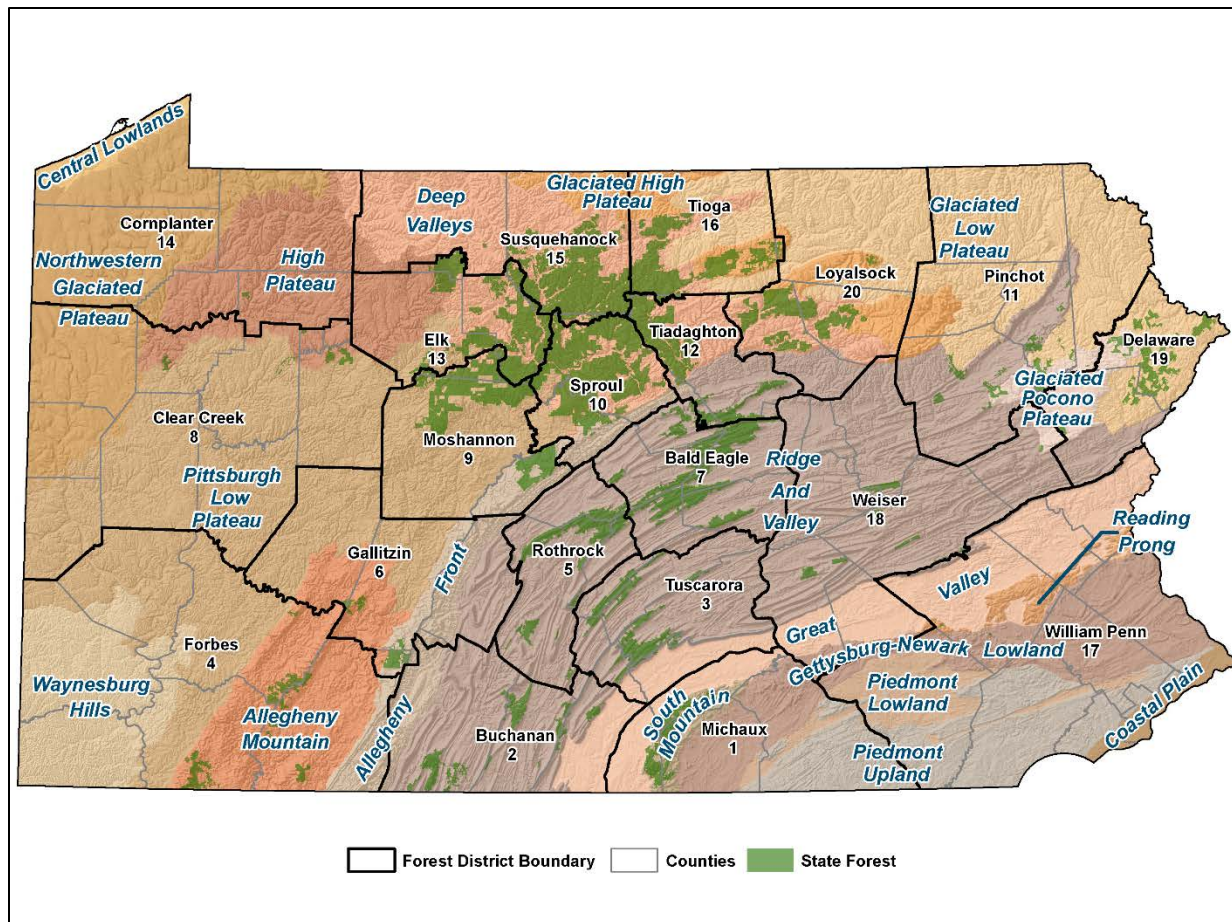 Central Lowlands
Cornplanter
14
Northwestern
Glaciated
Plateau
High
Plateau
Deep
Valleys
Susquehanock
15
Glaciated High
Plateau
Tioga
16
Glaciated
Low
Plateau
Pinchot
11
Loyalsock
20
Elk
13
Tiadaghton
12
Delaware
19
Sproul
10
Glaciated
Pocono
Plateau
Clear Creek
8
Moshannon
9
Bald Eagle
7
Ridge
And
Valley
Weiser
18
Pittsburgh
Low
Plateau
Reading
Prong
Gallitzin
6
Front
Rothrock
5
Tuscarora
3
Valley
Great
Forbes
4
William Penn
17
Gettysburg-Newark
Lowland
Waynesburg
Hills
Allegheny
Mountain
Allegheny
Buchanan
2
South
Mountain
Michaux
1
Piedmont
Lowland
Piedmont
Upland
Coastal Plain
Forest District Boundary
Counties
State Forest